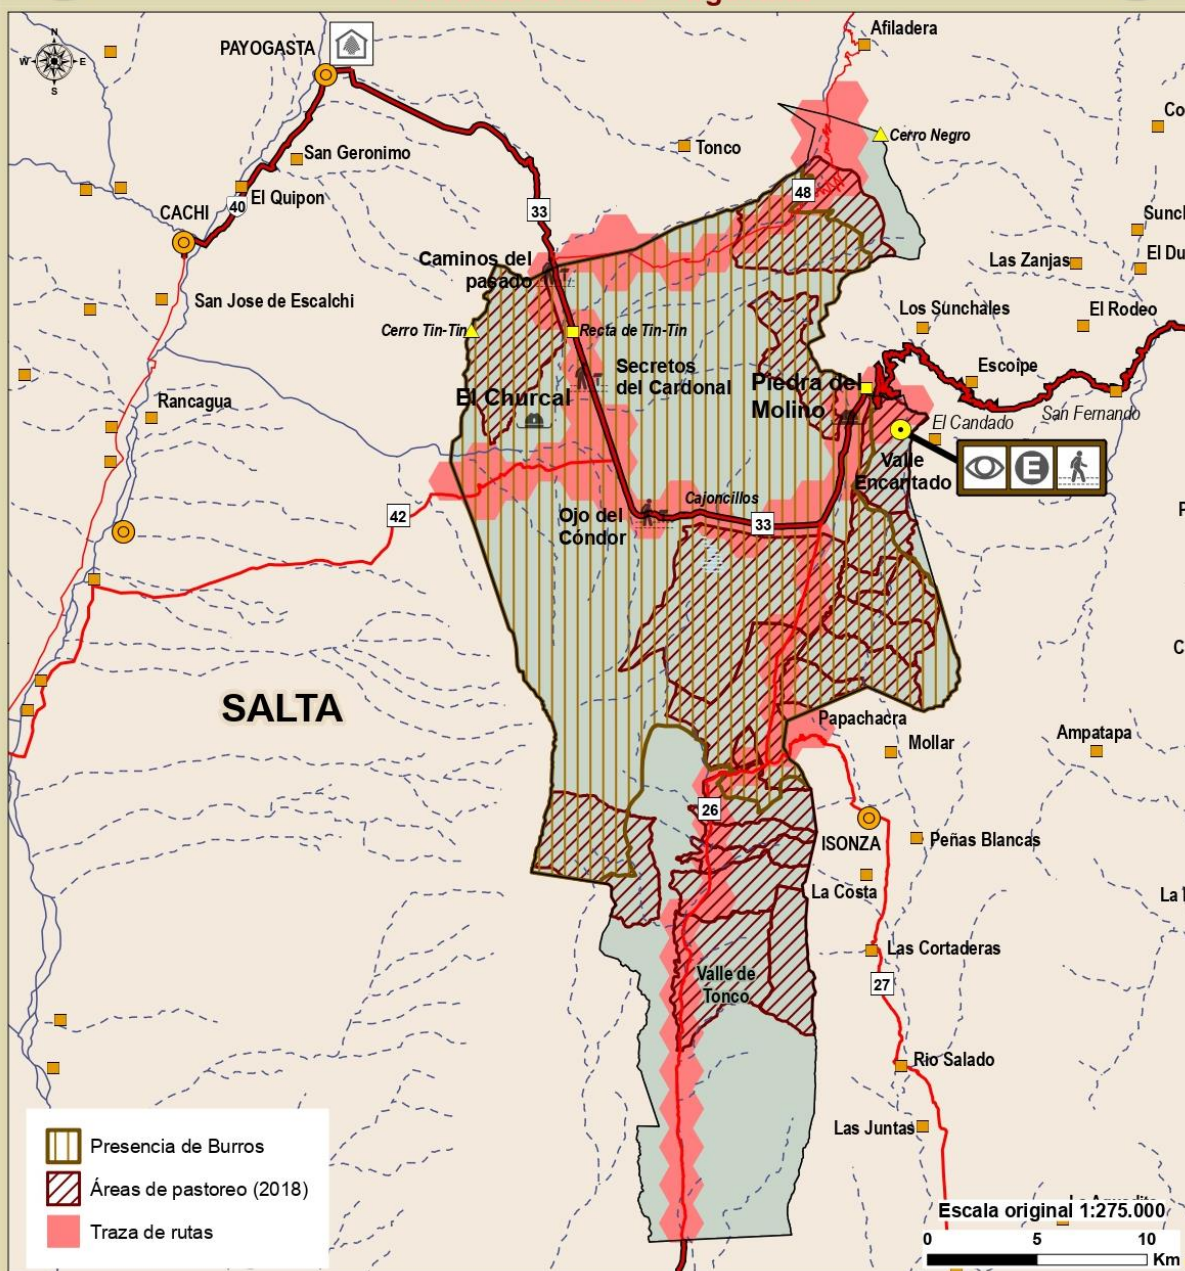 N
W E
S
PAYOGASTA
Afiladera
Co
Cerro Negro
Tonco
San Geronimo
48
El Quipon
40
CACHI
33
Caminos del
pasado
Las Zanjas
El Du
San Jose de Escalchi
Los Sunchales
El Rodeo
Cerro Tin-Tin
Recta de Tin-Tin
Secretos
del Cardonal
Escoipe
Piedra del
Molino
El Churcal
San Fernando
Rancagua
El Candado
Valle
Encantado
E
Cajoncillos
42
Ojo del
Cóndor
33
SALTA
Papachacra
Mollar
Ampatapa
26
ISONZA
Peñas Blancas
La Costa
Las Cortaderas
Valle de
Tonco
27
Rio Salado
Las Juntas
Presencia de Burros
Áreas de pastoreo (2018)
Traza de rutas
Escala original 1:275.000
0 5 10
Km